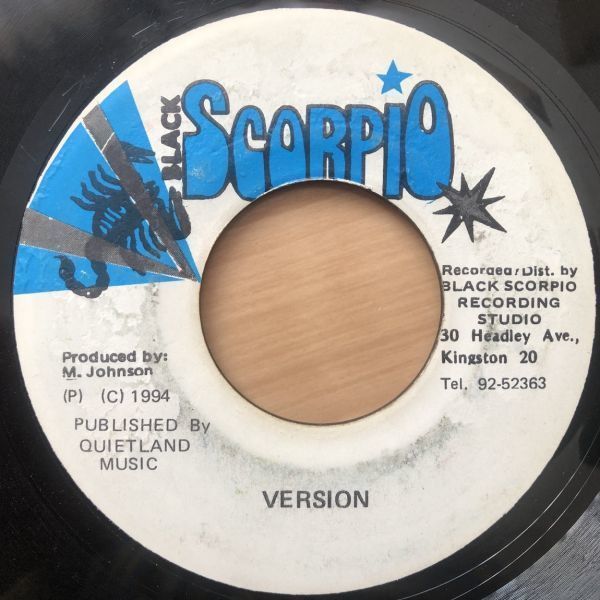 BLACK
SCORPIO
Recorded/Dist. by
BLACK SCORPIO
RECORDING
STUDIO
30 Headley Ave.,
Kingston 20
Tel. 92-52363
Produced by:
M. Johnson
(P) (C) 1994
PUBLISHED By
QUIETLAND
MUSIC
VERSION